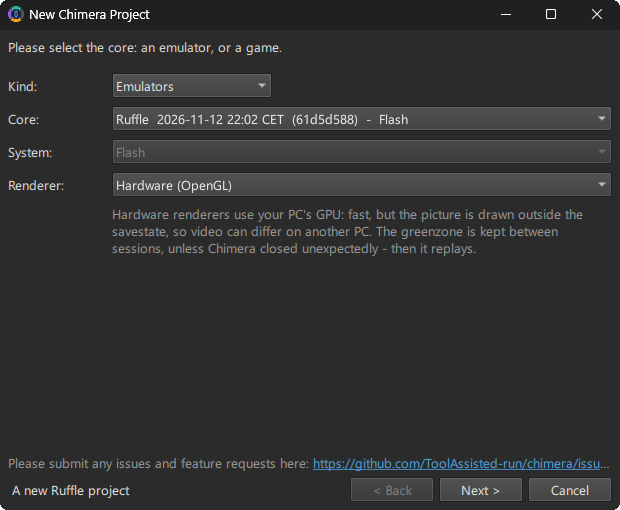 New Chimera Project
Please select the core: an emulator, or a game.
Kind: Emulators
Core: Ruffle 2026-11-12 22:02 CET (61d5d588) - Flash
System: Flash
Renderer: Hardware (OpenGL)
Hardware renderers use your PC's GPU: fast, but the picture is drawn outside the
savestate, so video can differ on another PC. The greenzone is kept between
sessions, unless Chimera closed unexpectedly - then it replays.
Please submit any issues and feature requests here: https://github.com/ToolAssisted-run/chimera/issu...
A new Ruffle project < Back Next > Cancel